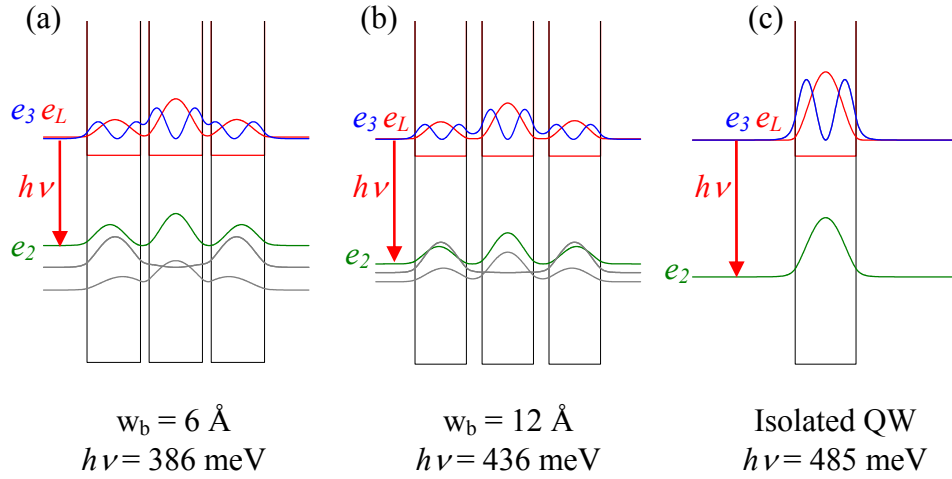 (a)
(b)
(c)
e3 eL
e3 eL
e3 eL
hν
hν
hν
e2
e2
e2
wb = 6 Å
hν = 386 meV
wb = 12 Å
hν = 436 meV
Isolated QW
hν = 485 meV